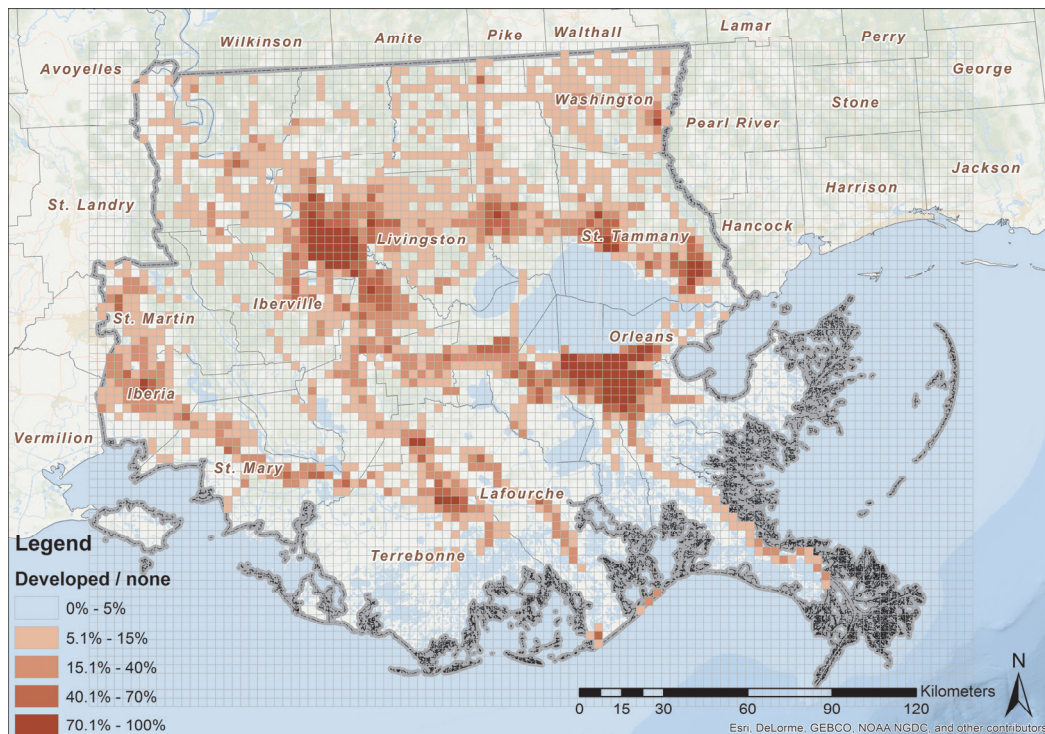 Wilkinson
Amite
Pike
Walthall
Lamar
Perry
Avoyelles
George
Washington
Stone
Pearl River
Jackson
Harrison
St. Landry
Hancock
Livingston
St. Tammany
Iberville
St. Martin
Orleans
Iberia
Vermilion
St. Mary
Lafourche
Terrebonne
Legend
Developed / none
0% - 5%
5.1% - 15%
15.1% - 40%
40.1% - 70%
70.1% - 100%
N
Kilometers
0 15 30 60 90 120
Esri, DeLorme, GEBCO, NOAA NGDC, and other contributors